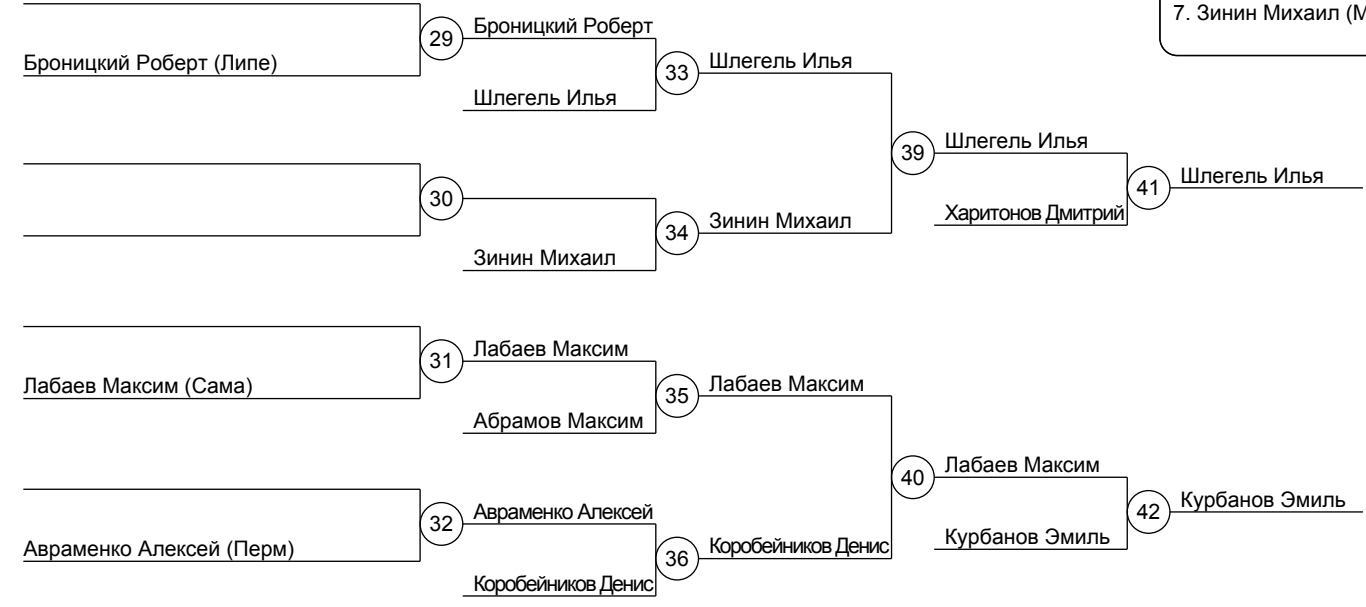 7. Зинин Михаил (М
29
Броницкий Роберт
Броницкий Роберт (Липе)
33
Шлегель Илья
Шлегель Илья
39
Шлегель Илья
30
41
Шлегель Илья
34
Зинин Михаил
Харитонов Дмитрий
Зинин Михаил
31
Лабаев Максим
Лабаев Максим (Сама)
35
Лабаев Максим
Абрамов Максим
40
Лабаев Максим
32
Авраменко Алексей
42
Курбанов Эмиль
Авраменко Алексей (Перм)
36
Коробейников Денис
Курбанов Эмиль
Коробейников Денис